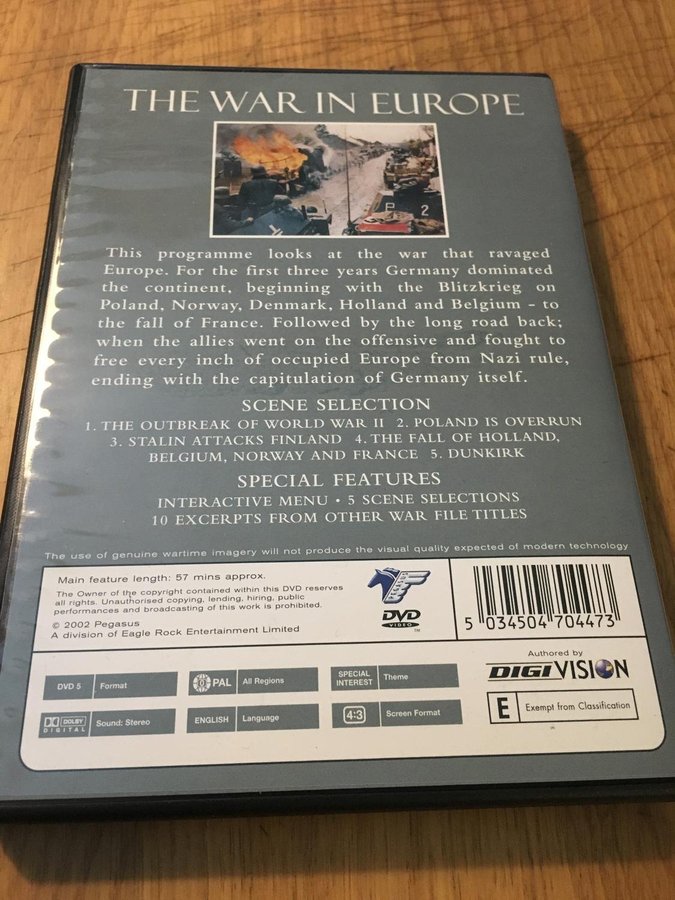 THE WAR IN EUROPE
B 2
This programme looks at the war that ravaged
Europe. For the first three years Germany dominated
the continent, beginning with the Blitzkrieg on
Poland, Norway, Denmark, Holland and Belgium - to
the fall of France. Followed by the long road back;
when the allies went on the offensive and fought to
free every inch of occupied Europe from Nazi rule,
ending with the capitulation of Germany itself.
SCENE SELECTION
1. THE OUTBREAK OF WORLD WAR II 2. POLAND IS OVERRUN
3. STALIN ATTACKS FINLAND 4. THE FALL OF HOLLAND,
BELGIUM, NORWAY AND FRANCE 5. DUNKIRK
SPECIAL FEATURES
INTERACTIVE MENU • 5 SCENE SELECTIONS
10 EXCERPTS FROM OTHER WAR FILE TITLES
The use of genuine wartime imagery will not produce the visual quality expected of modern technology
Main feature length: 57 mins approx.
The Owner of the copyright contained within this DVD reserves
all rights. Unauthorised copying, lending, hiring, public
performances and broadcasting of this work is prohibited.
© 2002 Pegasus
A division of Eagle Rock Entertainment Limited
DVD
VIDEO
TM
5 034504 704473
DVD 5 Format
0 PAL All Regions
SPECIAL INTEREST Theme
DOLBY DIGITAL Sound: Stereo
ENGLISH Language
4:3 Screen Format
Authored by
DIGIVISION
E Exempt from Classification